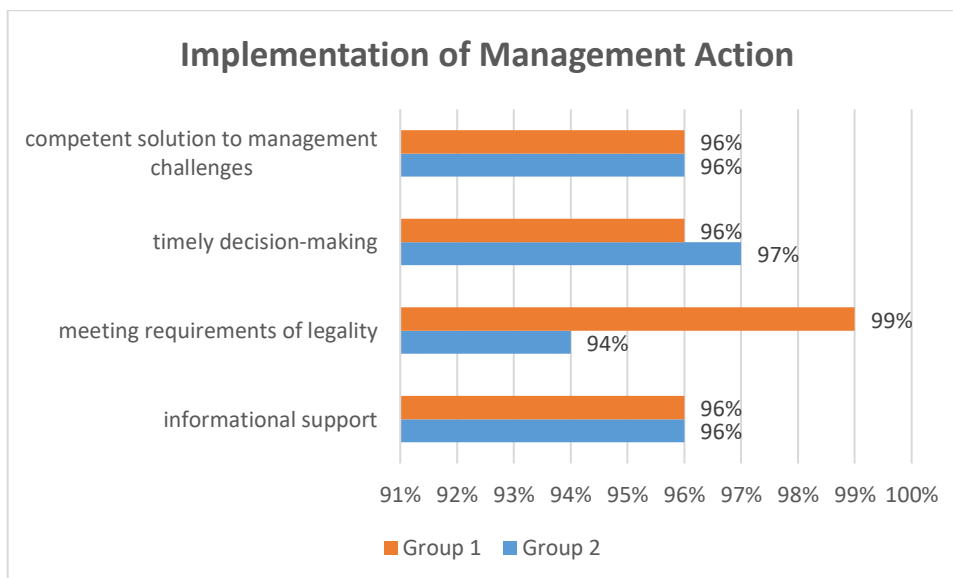 Implementation of Management Action
competent solution to management
challenges
96%
96%
timely decision-making
96%
97%
meeting requirements of legality
99%
94%
informational support
96%
96%
91% 92% 93% 94% 95% 96% 97% 98% 99% 100%
Group 1 Group 2